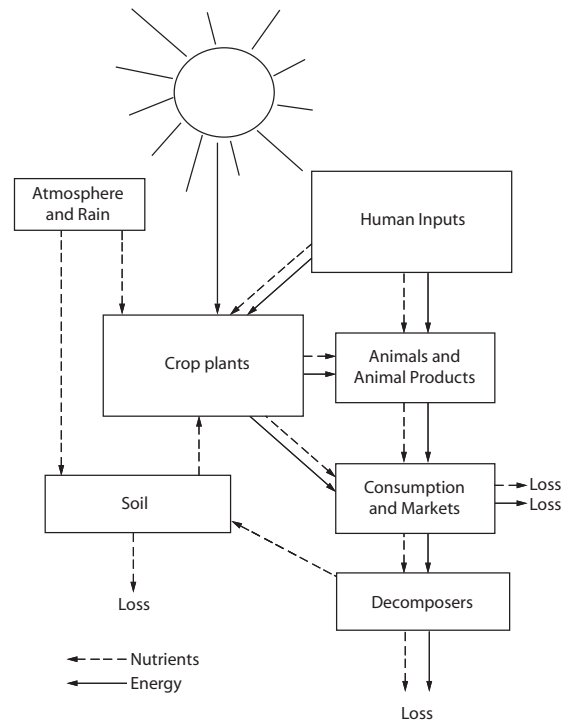 Atmosphere
and Rain
Human Inputs
Crop plants
Animals and
Animal Products
Soil
Consumption
and Markets
Loss
Loss
Decomposers
Loss
Nutrients
Energy
Loss